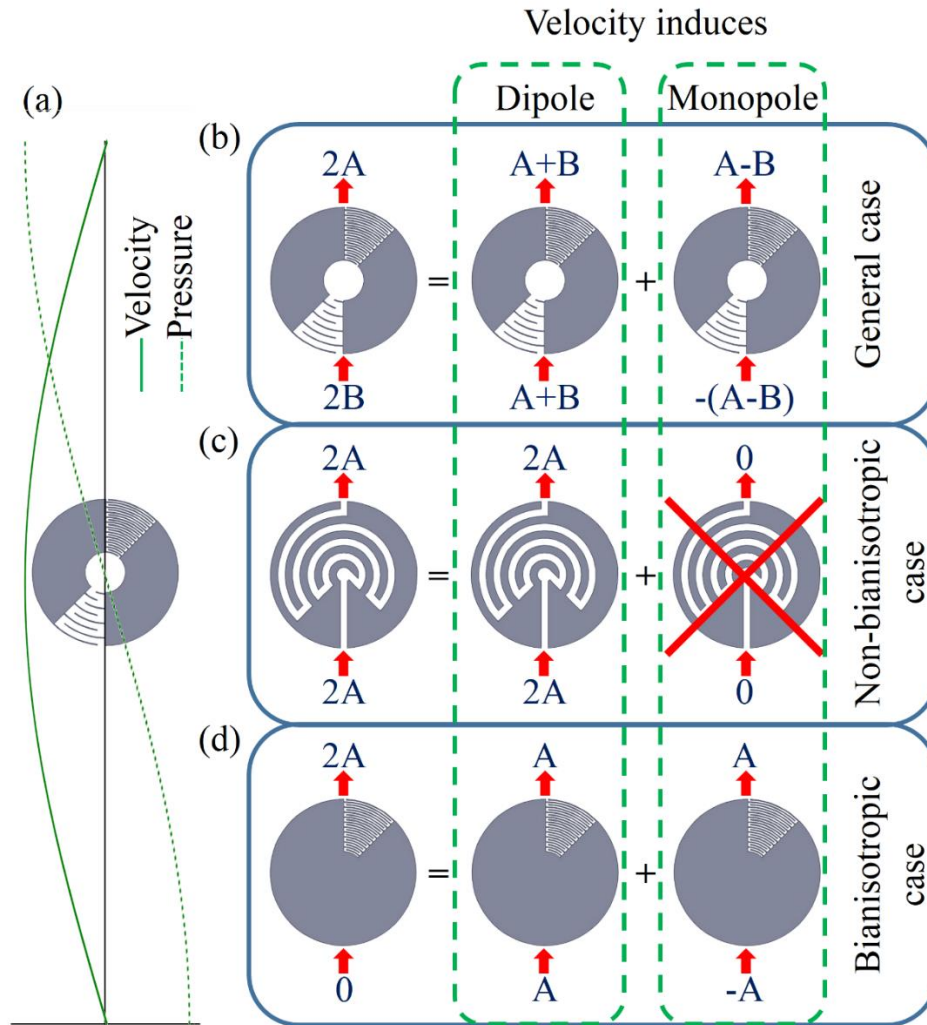 Velocity induces
(a)
Dipole
Monopole
Velocity
Pressure
(b)
2A
A+B
A-B
=
+
2B
A+B
-(A-B)
General case
(c)
2A
2A
0
=
+
2A
2A
0
Non-bianisotropic
case
(d)
2A
A
A
=
+
0
A
-A
Bianisotropic
case